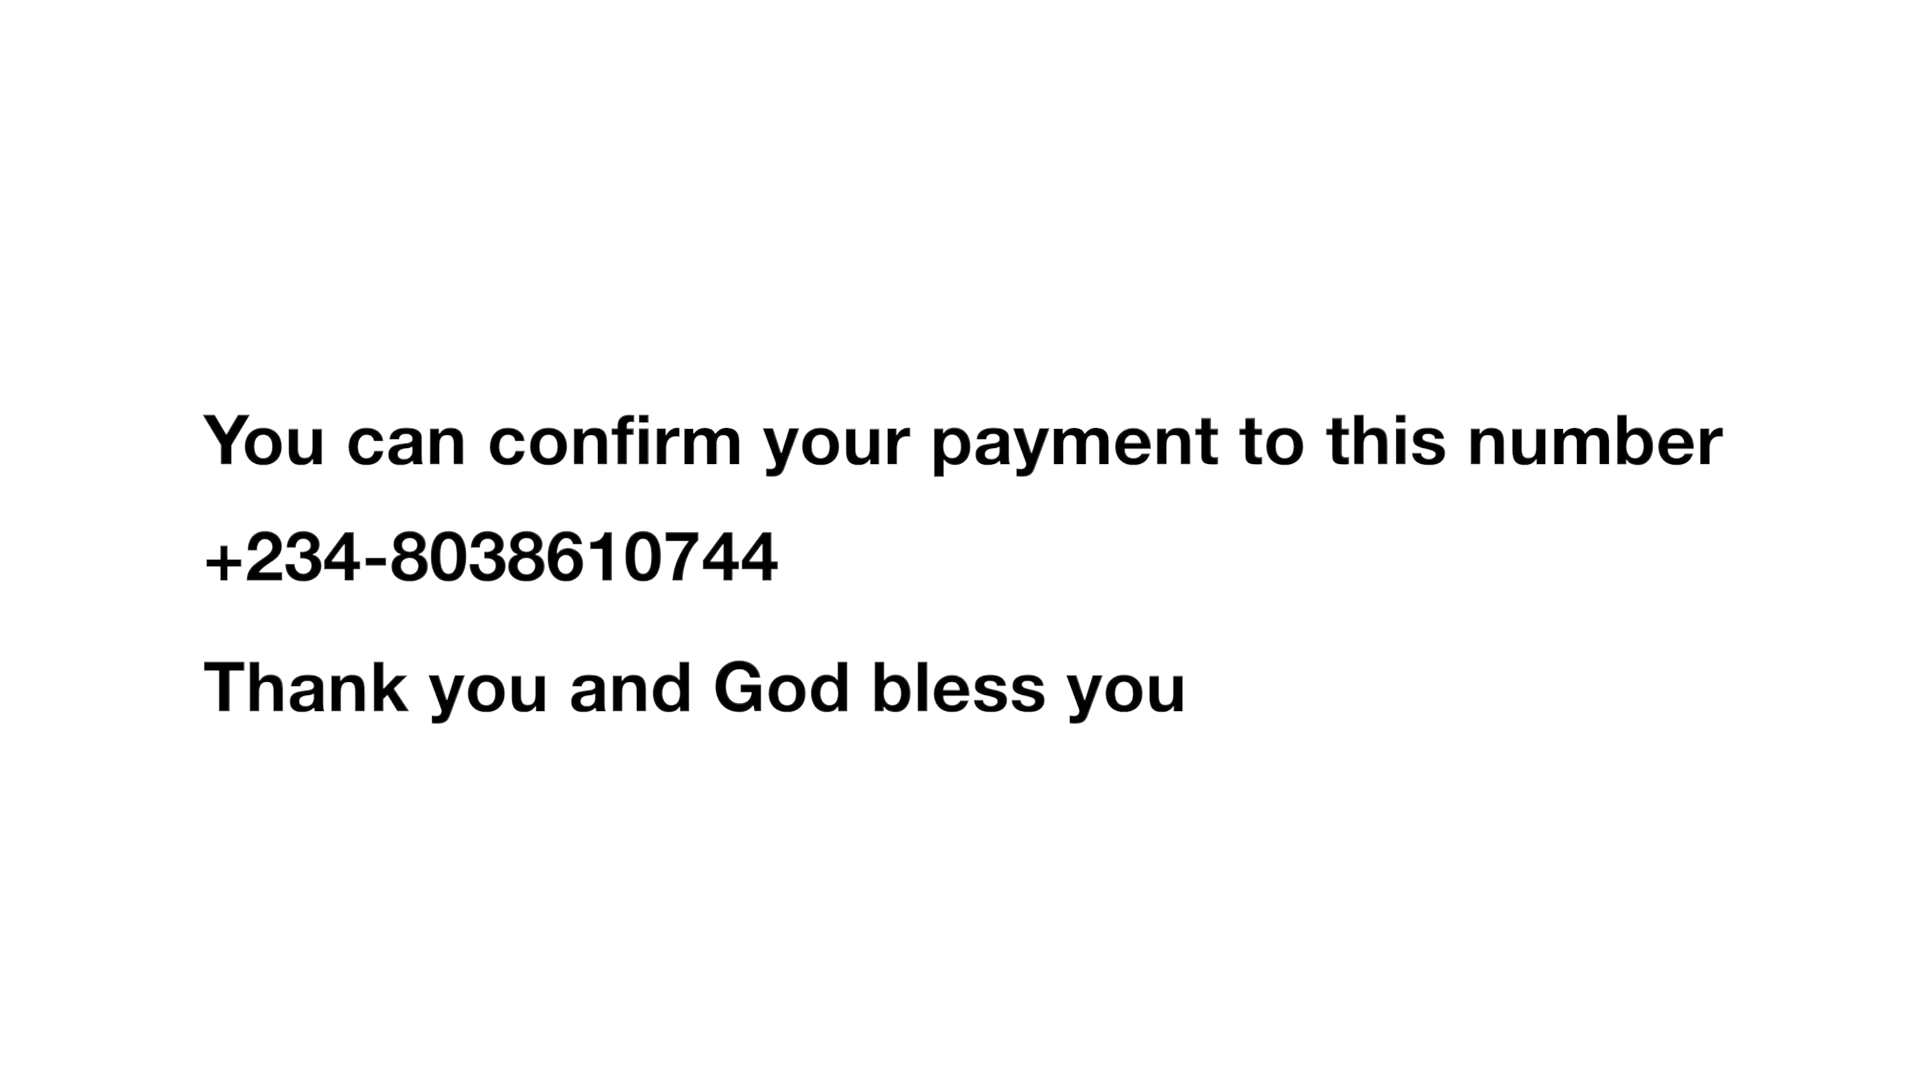 You can confirm your payment to this number
+234-8038610744
Thank you and God bless you